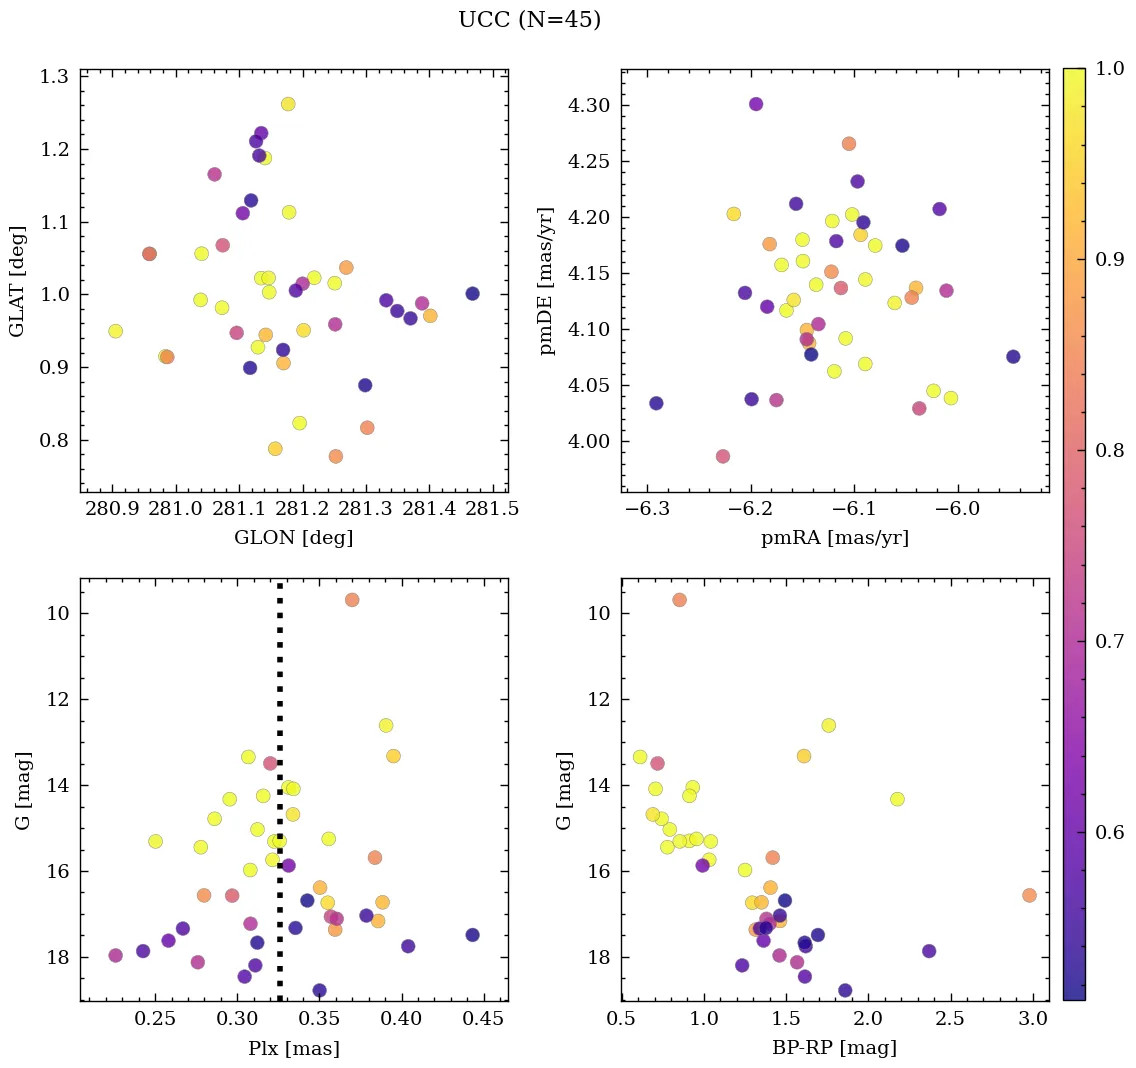 UCC (N=45)
1.3
1.2
1.1
1.0
0.9
0.8
GLAT [deg]
280.9 281.0 281.1 281.2 281.3 281.4 281.5
GLON [deg]
4.30
4.25
4.20
4.15
4.10
4.05
4.00
pmDE [mas/yr]
−6.3 −6.2 −6.1 −6.0
pmRA [mas/yr]
1.0
0.9
0.8
0.7
0.6
10
12
14
16
18
G [mag]
0.25 0.30 0.35 0.40 0.45
Plx [mas]
10
12
14
16
18
G [mag]
0.5 1.0 1.5 2.0 2.5 3.0
BP-RP [mag]